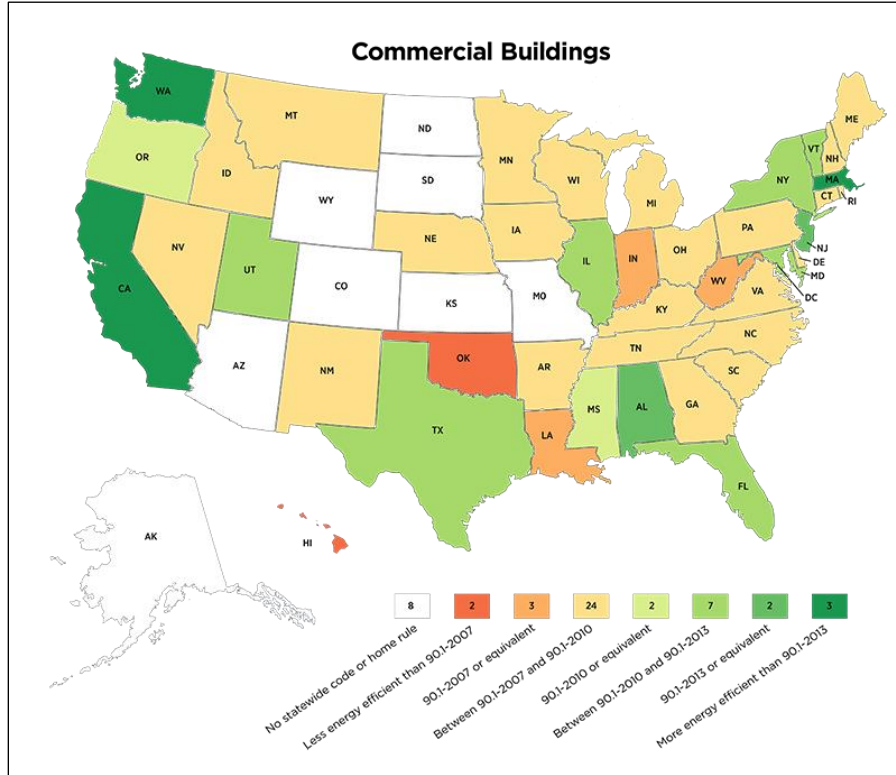 Commercial Buildings
WA
MT
ND
ME
OR
ID
MN
VT
NH
SD
WI
NY
MA
WY
MI
CT
RI
NV
NE
IA
PA
NJ
UT
IL
IN
OH
DE
MD
CA
CO
WV
VA
DC
KS
MO
KY
NC
TN
AZ
NM
OK
AR
SC
MS
AL
GA
TX
LA
FL
AK
HI
8
2
3
24
2
7
2
3
No statewide code or home rule
Less energy efficient than 90.1-2007
90.1-2007 or equivalent
Between 90.1-2007 and 90.1-2010
90.1-2010 or equivalent
Between 90.1-2010 and 90.1-2013
90.1-2013 or equivalent
More energy efficient than 90.1-2013